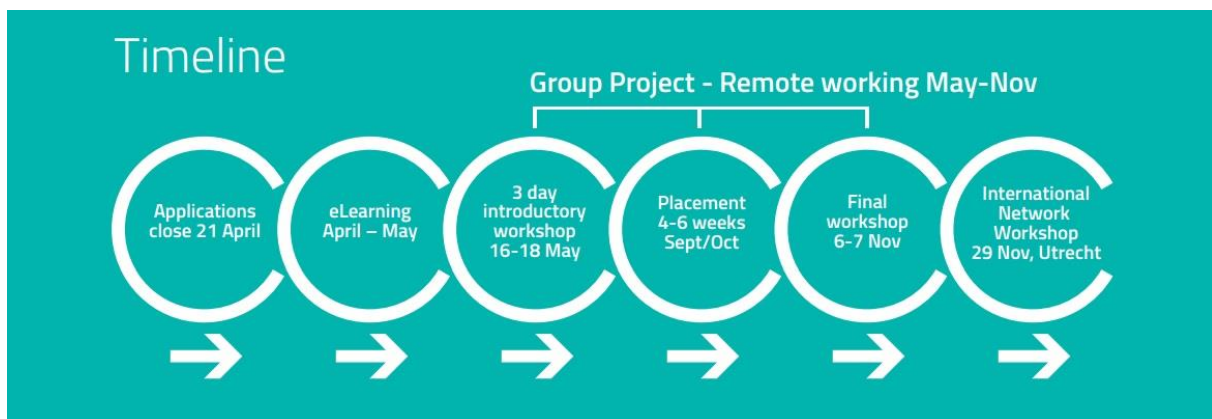 Timeline
Group Project - Remote working May-Nov
Applications
close 21 April
eLearning
April – May
3 day
introductory
workshop
16-18 May
Placement
4-6 weeks
Sept/Oct
Final
workshop
6-7 Nov
International
Network
Workshop
29 Nov, Utrecht